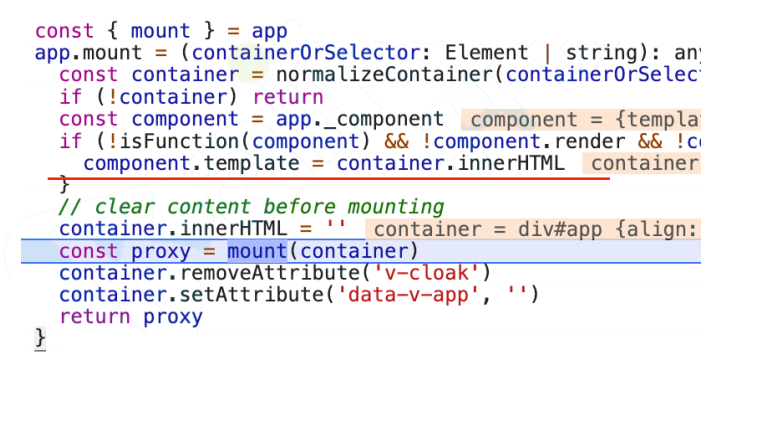 const { mount } = app
app.mount = (containerOrSelector: Element | string): any
const container = normalizeContainer(containerOrSelec
if (!container) return
const component = app._component component = {templa
if (!isFunction(component) && !component.render && !c
component.template = container.innerHTML container
}
// clear content before mounting
container.innerHTML = '' container = div#app {align:
const proxy = mount(container)
container.removeAttribute('v-cloak')
container.setAttribute('data-v-app', '')
return proxy
}